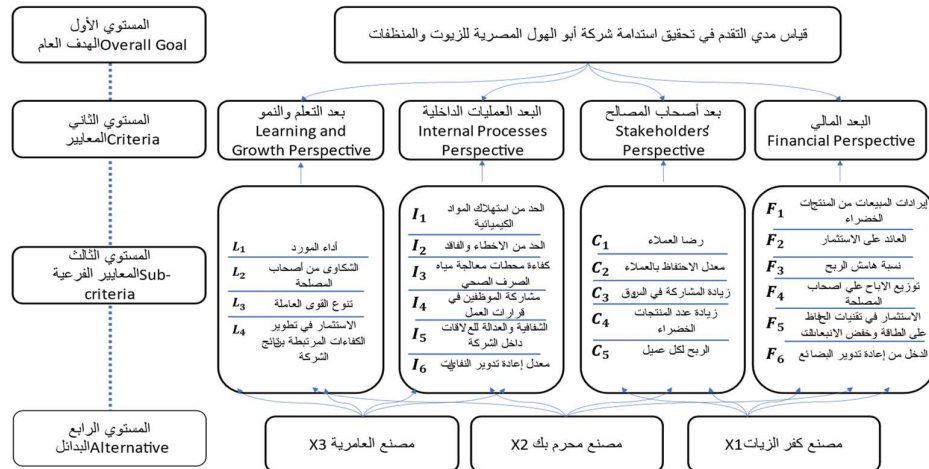 المستوي الأول
Overall Goalالهدف العام
قياس مدي التقدم في تحقيق استدامة شركة أبو الهول المصرية للزيوت والمنظفات
المستوي الثاني
Criteriaالمعايير
البعد المالي
Financial Perspective
بعد أصحاب المصالح
Stakeholders'
Perspective
البعد العمليات الداخلية
Internal Processes
Perspective
بعد التعلم والنمو
Learning and
Growth Perspective
المستوي الثالث
المعايير الفرعية Sub-
criteria
F1 إيرادات المبيعات من المنتجات
الخضراء
F2 العائد على الاستثمار
F3 نسبة هامش الربح
F4 توزيع الاباح علي اصحاب
المصلحة
F5 الاستثمار في تقنيات الحفاظ
على الطاقة وخفض الانبعاثات
F6 الدخل من إعادة تدوير البضائع
C1 رضا العملاء
C2 معدل الاحتفاظ بالعملاء
C3 زيادة المشاركة في السوق
C4 زيادة عدد المنتجات
الخضراء
C5 الربح لكل عميل
I1 الحد من استهلاك المواد
الكيميائية
I2 الحد من الاخطاء والفاقد
I3 كفاءة محطات معالجة مياه
الصرف الصحي
I4 مشاركة الموظفين في
قرارات العمل
I5 الشفافية والعدالة للعلاقات
داخل الشركة
I6 معدل إعادة تدوير النفايات
L1 أداء المورد
L2 الشكاوى من أصحاب
المصلحة
L3 تنوع القوى العاملة
L4 الاستثمار في تطوير
الكفاءات المرتبطة بنتائج
الشركة
المستوي الرابع
Alternativeالبدائل
مصنع كفر الزيات X1
مصنع محرم بك X2
مصنع العامرية X3